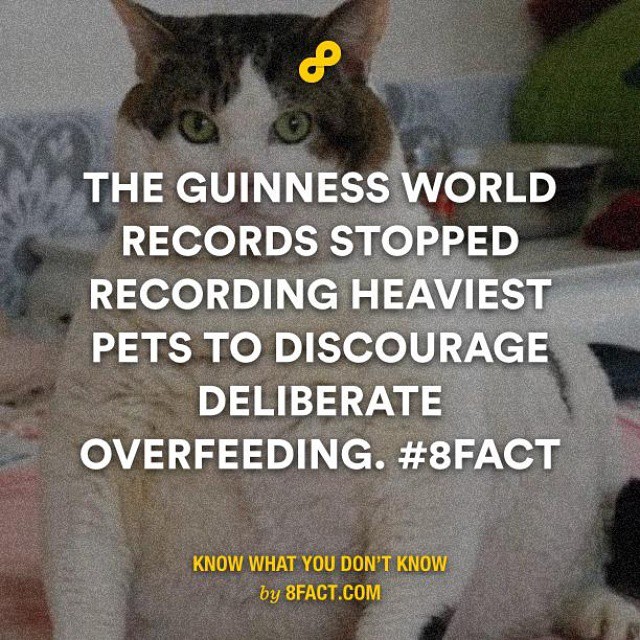 THE GUINNESS WORLD
RECORDS STOPPED
RECORDING HEAVIEST
PETS TO DISCOURAGE
DELIBERATE
OVERFEEDING. #8FACT
KNOW WHAT YOU DON'T KNOW
by 8FACT.COM